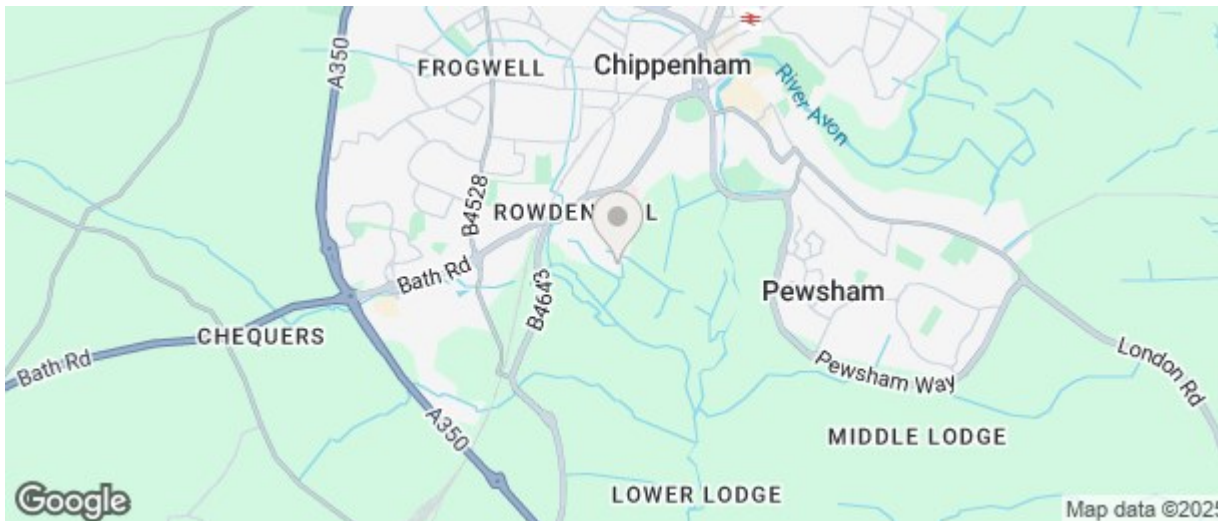 A350
FROGWELL
Chippenham
River Avon
B4528
ROWDEN
L
Bath Rd
B4643
Pewsham
CHEQUERS
Bath Rd
Pewsham Way
London Rd
A350
MIDDLE LODGE
LOWER LODGE
Google
Map data ©2025